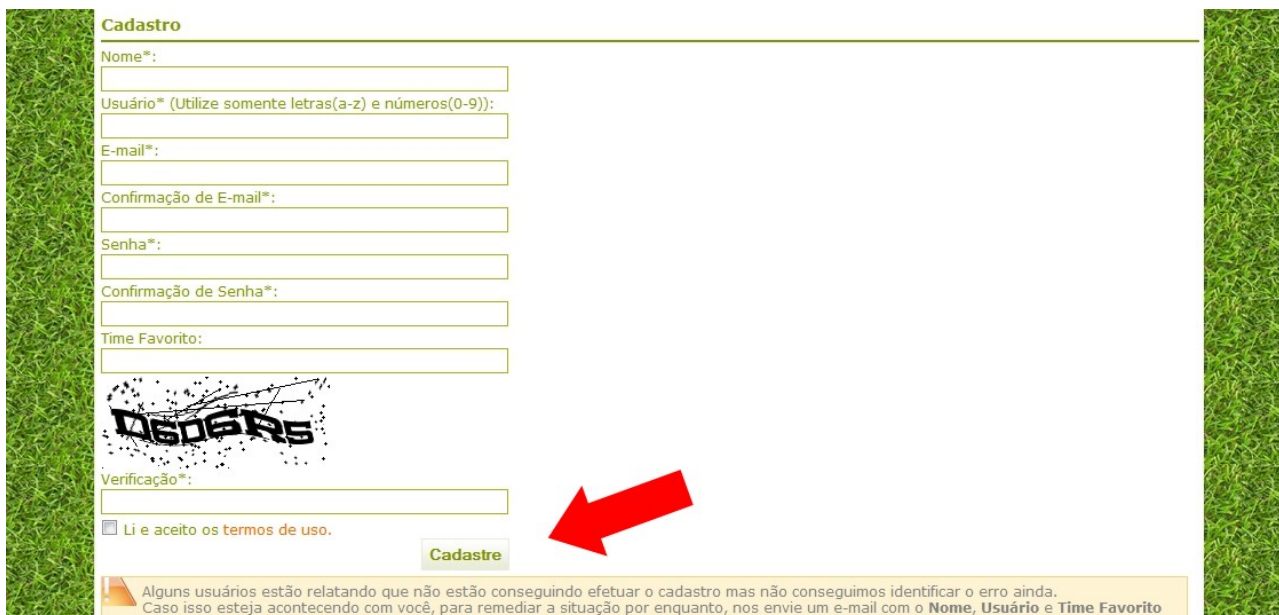 Cadastro
Nome*:
Usuário* (Utilize somente letras(a-z) e números(0-9)):
E-mail*:
Confirmação de E-mail*:
Senha*:
Confirmação de Senha*:
Time Favorito:
D6D6R5
Verificação*:
Li e aceito os termos de uso.
Cadastre
Alguns usuários estão relatando que não estão conseguindo efetuar o cadastro mas não conseguimos identificar o erro ainda.
Caso isso esteja acontecendo com você, para remediar a situação por enquanto, nos envie um e-mail com o Nome, Usuário e Time Favorito